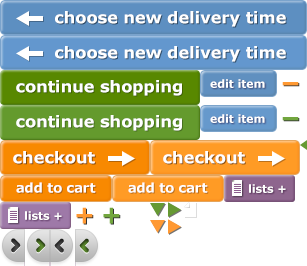 choose new delivery time
choose new delivery time
continue shopping
edit item
continue shopping
edit item
checkout
checkout
add to cart
add to cart
lists +
lists +